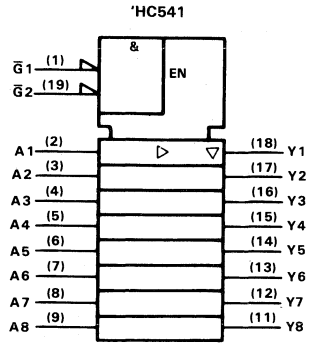 'HC541
&
G̅1 (1)
EN
G̅2 (19)
A1 (2) (18) Y1
A2 (3) (17) Y2
A3 (4) (16) Y3
A4 (5) (15) Y4
A5 (6) (14) Y5
A6 (7) (13) Y6
A7 (8) (12) Y7
A8 (9) (11) Y8